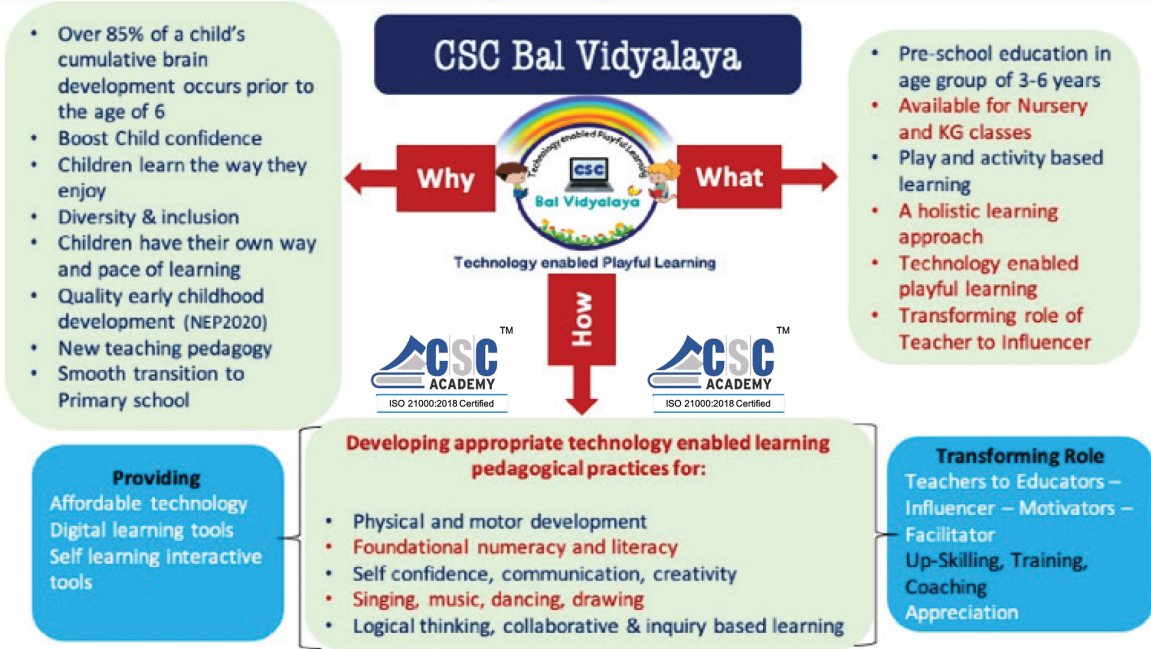 CSC Bal Vidyalaya
• Over 85% of a child's
cumulative brain
development occurs prior to
the age of 6
• Boost Child confidence
• Children learn the way they
enjoy
• Diversity & inclusion
• Children have their own way
and pace of learning
• Quality early childhood
development (NEP2020)
• New teaching pedagogy
• Smooth transition to
Primary school
Why
Technology enabled Playful Learning
CSC
Bal Vidyalaya
Technology enabled Playful Learning
What
• Pre-school education in
age group of 3-6 years
• Available for Nursery
and KG classes
• Play and activity based
learning
• A holistic learning
approach
• Technology enabled
playful learning
• Transforming role of
Teacher to Influencer
How
CSC TM
ACADEMY
ISO 21000:2018 Certified
CSC TM
ACADEMY
ISO 21000:2018 Certified
Providing
Affordable technology
Digital learning tools
Self learning interactive
tools
Developing appropriate technology enabled learning
pedagogical practices for:
• Physical and motor development
• Foundational numeracy and literacy
• Self confidence, communication, creativity
• Singing, music, dancing, drawing
• Logical thinking, collaborative & inquiry based learning
Transforming Role
Teachers to Educators –
Influencer – Motivators –
Facilitator
Up-Skilling, Training,
Coaching
Appreciation